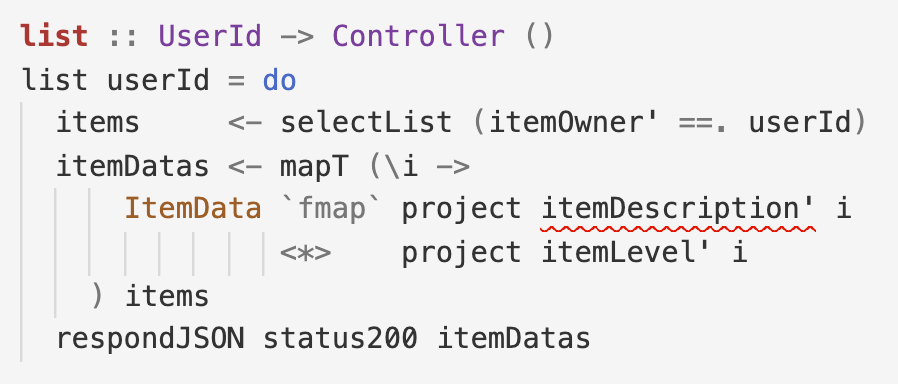 list :: UserId -> Controller ()
list userId = do
  items     <- selectList (itemOwner' ==. userId)
  itemDatas <- mapT (\i ->
      ItemData `fmap` project itemDescription' i
               <*>    project itemLevel' i
    ) items
  respondJSON status200 itemDatas